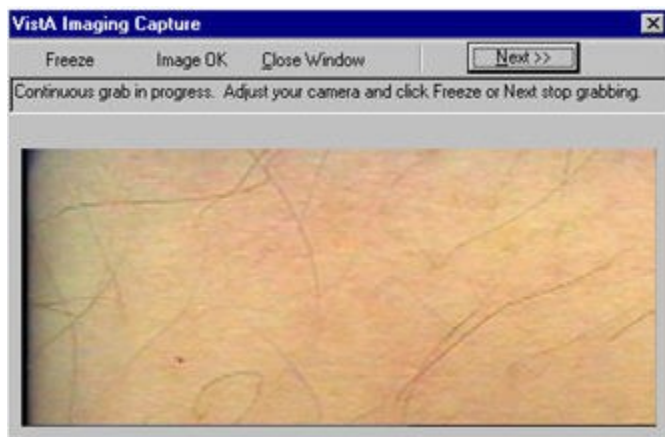 VistA Imaging Capture
Freeze Image OK Close Window Next >>
Continuous grab in progress. Adjust your camera and click Freeze or Next stop grabbing.